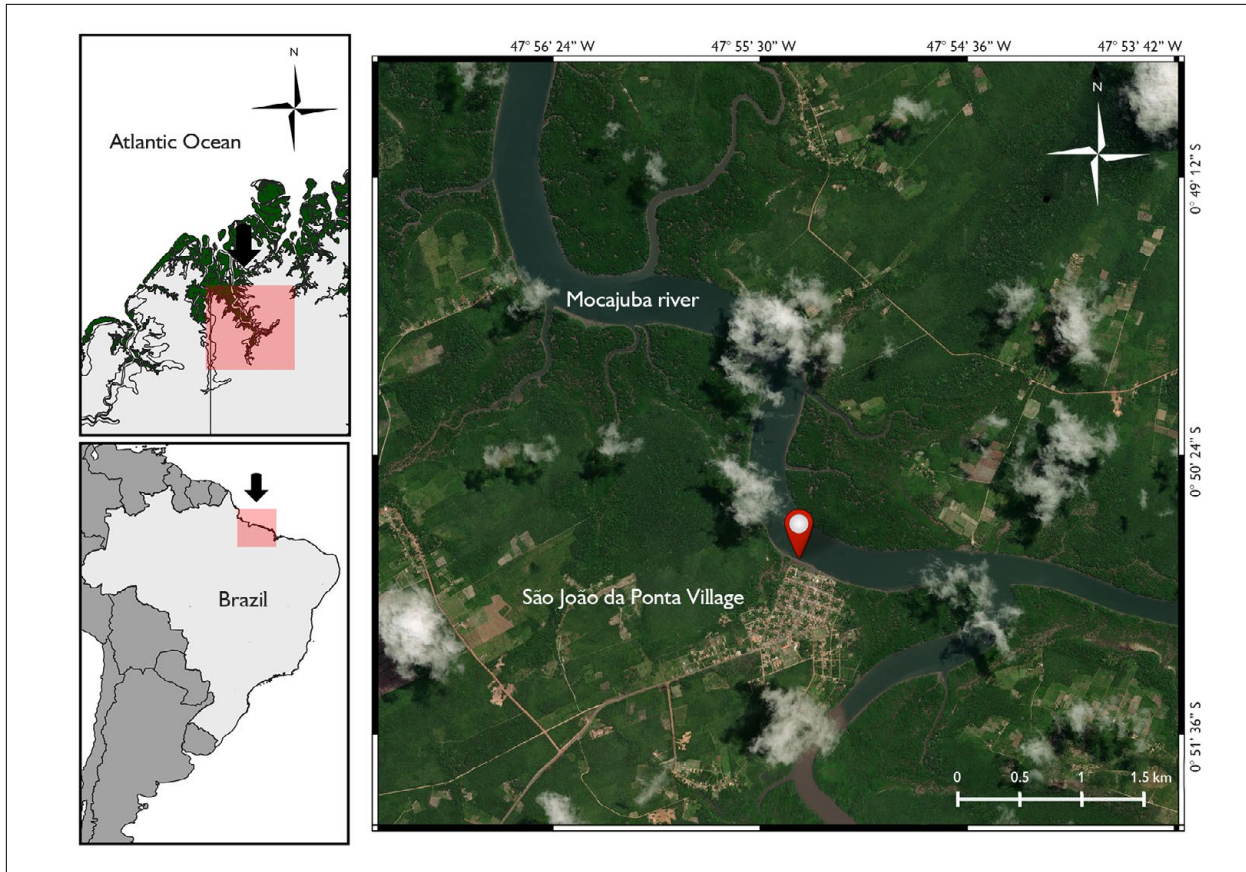 N
Atlantic Ocean
Brazil
47° 56’ 24” W
47° 55’ 30” W
47° 54’ 36” W
47° 53’ 42” W
N
0° 49’ 12” S
Mocajuba river
0° 50’ 24” S
São João da Ponta Village
0° 51’ 36” S
0 0.5 1 1.5 km